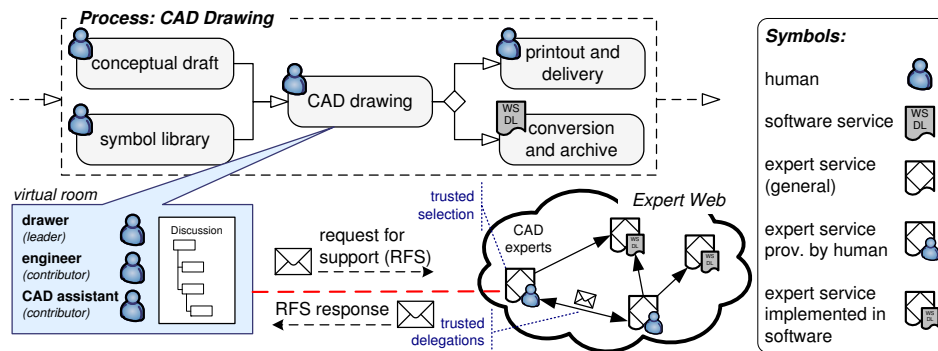 Process: CAD Drawing
conceptual draft
symbol library
CAD drawing
printout and
delivery
WS
DL
conversion
and archive
virtual room
drawer
(leader)
engineer
(contributor)
CAD assistant
(contributor)
Discussion
request for
support (RFS)
RFS response
trusted
selection
trusted
delegations
Expert Web
CAD
experts
WS
DL
WS
DL
Symbols:
human
software service
WS
DL
expert service
(general)
expert service
prov. by human
expert service
implemented in
software
WS
DL